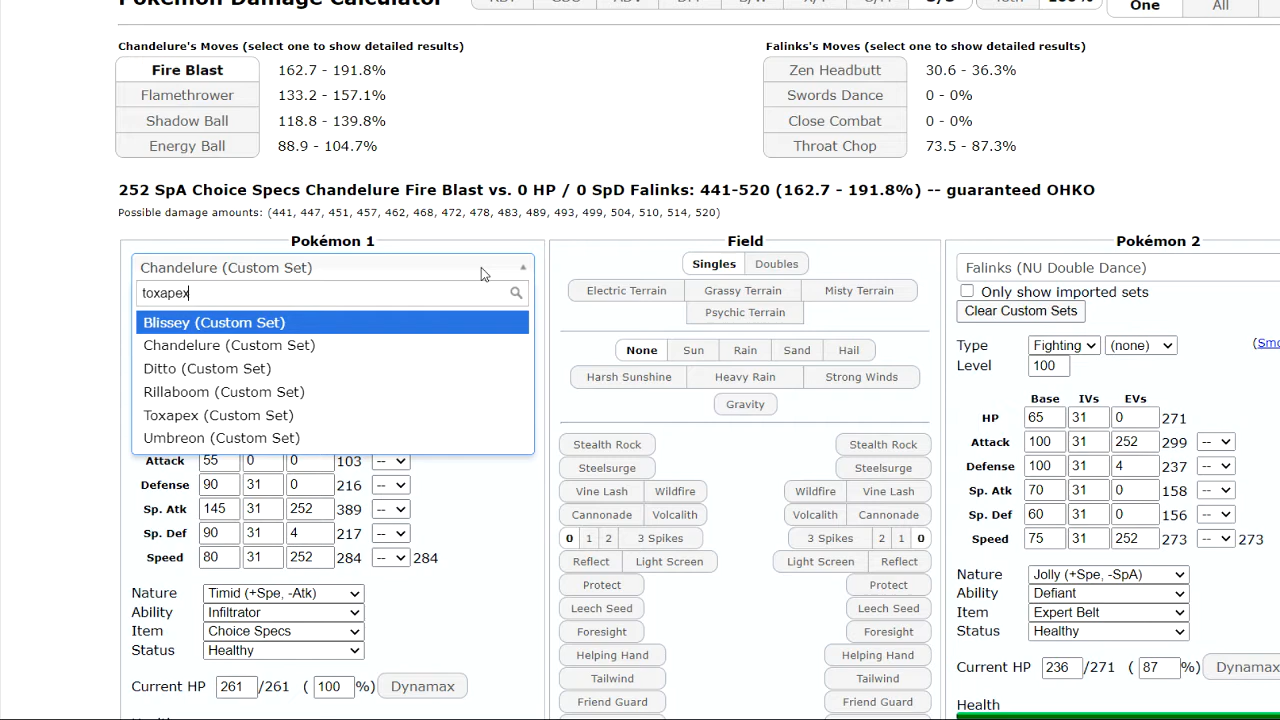 Pokémon Damage Calculator
One All
Chandelure's Moves (select one to show detailed results)
Fire Blast 162.7 - 191.8%
Flamethrower 133.2 - 157.1%
Shadow Ball 118.8 - 139.8%
Energy Ball 88.9 - 104.7%
Falinks's Moves (select one to show detailed results)
Zen Headbutt 30.6 - 36.3%
Swords Dance 0 - 0%
Close Combat 0 - 0%
Throat Chop 73.5 - 87.3%
252 SpA Choice Specs Chandelure Fire Blast vs. 0 HP / 0 SpD Falinks: 441-520 (162.7 - 191.8%) -- guaranteed OHKO
Possible damage amounts: (441, 447, 451, 457, 462, 468, 472, 478, 483, 489, 493, 499, 504, 510, 514, 520)
Pokémon 1
Chandelure (Custom Set)
toxapex
Blissey (Custom Set)
Chandelure (Custom Set)
Ditto (Custom Set)
Rillaboom (Custom Set)
Toxapex (Custom Set)
Umbreon (Custom Set)
Attack 55 0 0 103 --
Defense 90 31 0 216 --
Sp. Atk 145 31 252 389 --
Sp. Def 90 31 4 217 --
Speed 80 31 252 284 -- 284
Nature Timid (+Spe, -Atk)
Ability Infiltrator
Item Choice Specs
Status Healthy
Current HP 261 /261 ( 100 %) Dynamax
Field
Singles Doubles
Electric Terrain Grassy Terrain Misty Terrain
Psychic Terrain
None Sun Rain Sand Hail
Harsh Sunshine Heavy Rain Strong Winds
Gravity
Stealth Rock Stealth Rock
Steelsurge Steelsurge
Vine Lash Wildfire Wildfire Vine Lash
Cannonade Volcalith Volcalith Cannonade
0 1 2 3 Spikes 3 Spikes 2 1 0
Reflect Light Screen Light Screen Reflect
Protect Protect
Leech Seed Leech Seed
Foresight Foresight
Helping Hand Helping Hand
Tailwind Tailwind
Friend Guard Friend Guard
Pokémon 2
Falinks (NU Double Dance)
Only show imported sets
Clear Custom Sets
Type Fighting (none) (Smo
Level 100
Base IVs EVs
HP 65 31 0 271
Attack 100 31 252 299 --
Defense 100 31 4 237 --
Sp. Atk 70 31 0 158 --
Sp. Def 60 31 0 156 --
Speed 75 31 252 273 -- 273
Nature Jolly (+Spe, -SpA)
Ability Defiant
Item Expert Belt
Status Healthy
Current HP 236 /271 ( 87 %) Dynamax
Health